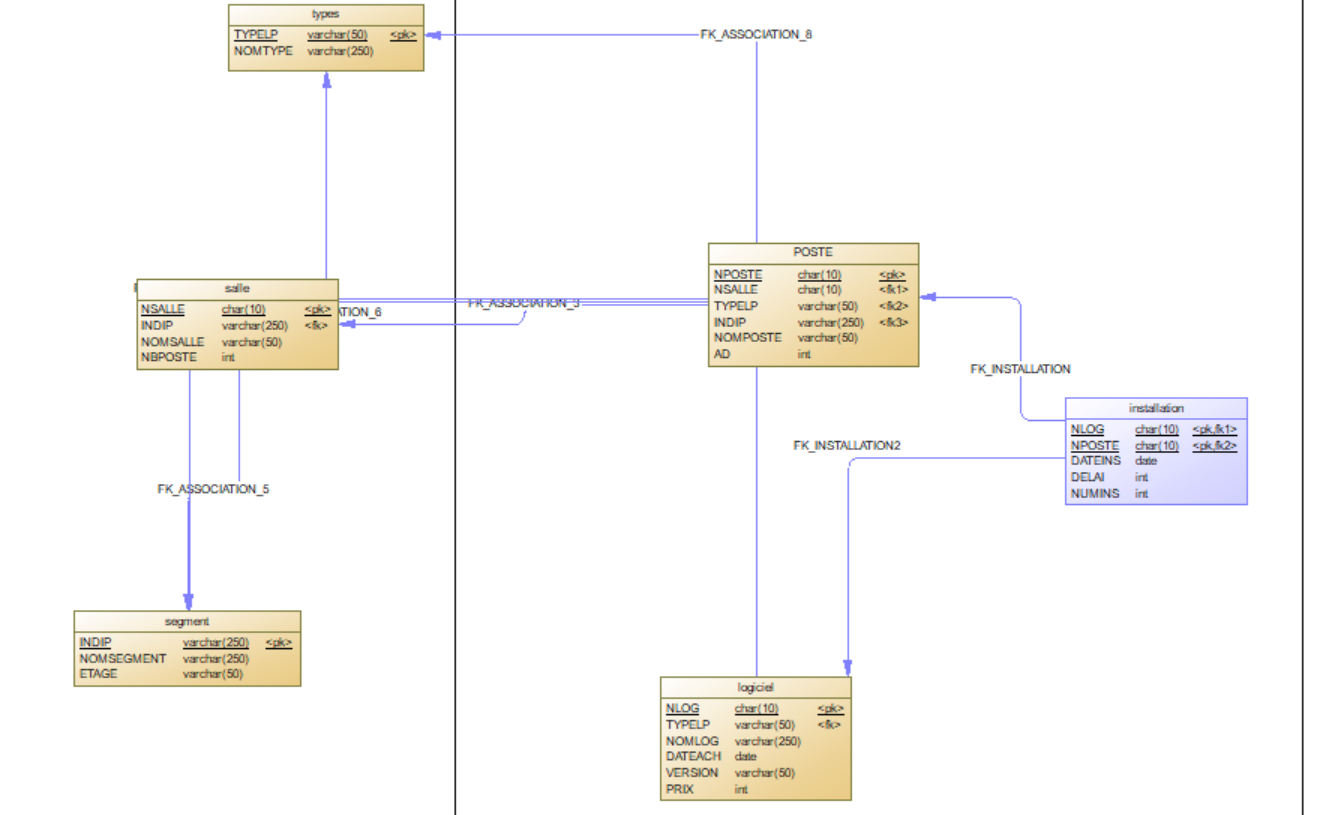 types
TYPELP varchar(50) <pk>
NOMTYPE varchar(250)
FK_ASSOCIATION_8
POSTE
NPOSTE char(10) <pk>
NSALLE char(10) <fk1>
TYPELP varchar(50) <fk2>
INDIP varchar(250) <fk3>
NOMPOSTE varchar(50)
AD int
salle
NSALLE char(10) <pk>
INDIP varchar(250) <fk>
NOMSALLE varchar(50)
NBPOSTE int
TION_6
FK_ASSOCIATION_3
FK_INSTALLATION
installation
NLOG char(10) <pk,fk1>
NPOSTE char(10) <pk,fk2>
DATEINS date
DELAI int
NUMINS int
FK_INSTALLATION2
FK_ASSOCIATION_5
segment
INDIP varchar(250) <pk>
NOMSEGMENT varchar(250)
ETAGE varchar(50)
logiciel
NLOG char(10) <pk>
TYPELP varchar(50) <fk>
NOMLOG varchar(250)
DATEACH date
VERSION varchar(50)
PRIX int